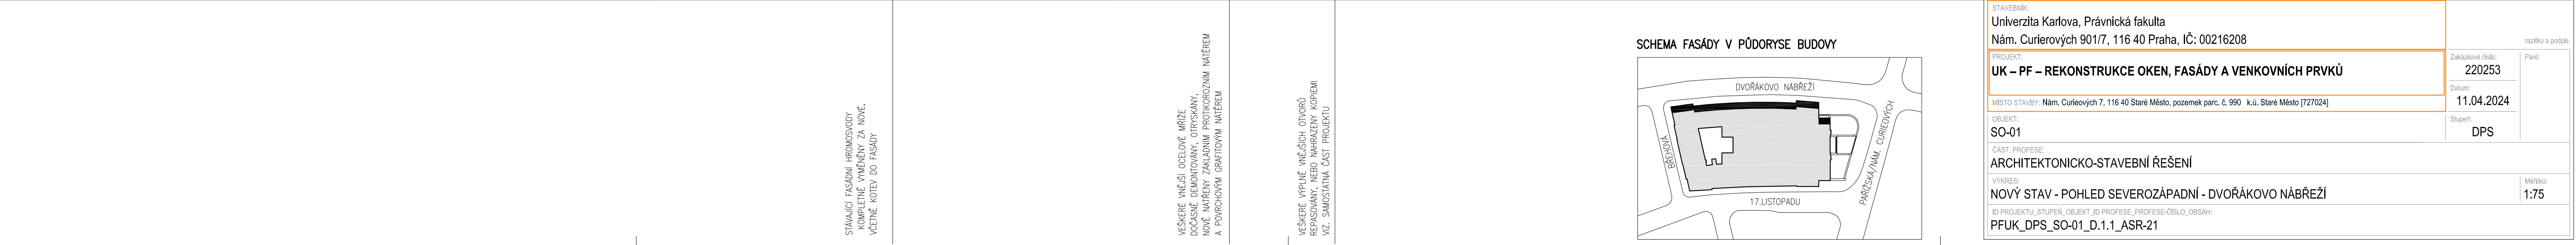 STÁVAJÍCÍ FASÁDNÍ HROMOSVODY
KOMPLETNĚ VYMĚNĚNY ZA NOVÉ,
VČETNĚ KOTEV DO FASÁDY
VEŠKERÉ VNĚJŠÍ OCELOVÉ MŘÍŽE
DOČASNĚ DEMONTOVÁNY, OTRYSKÁNY,
NOVĚ NATŘENY ZÁKLADNÍM PROTIKOROZNÍM NÁTĚREM
A POVRCHOVÝM GRAFITOVÝM NÁTĚREM
VEŠKERÉ VÝPLNĚ VNĚJŠÍCH OTVORŮ
REPASOVÁNY, NEBO NAHRAZENY KOPIEMI
VIZ. SAMOSTATNÁ ČÁST PROJEKTU
SCHEMA FASÁDY V PŮDORYSE BUDOVY
DVOŘÁKOVO NÁBŘEŽÍ
BŘEHOVÁ
PAŘÍŽSKÁ/NÁM. CURIEOVÝCH
17.LISTOPADU
STAVEBNÍK:
Univerzita Karlova, Právnická fakulta
Nám. Curierových 901/7, 116 40 Praha, IČ: 00216208
razítko a podpis
PROJEKT:
UK – PF – REKONSTRUKCE OKEN, FASÁDY A VENKOVNÍCH PRVKŮ
Zakázkové číslo:
220253
Paré:
Datum:
11.04.2024
MÍSTO STAVBY: Nám. Curieových 7, 116 40 Staré Město, pozemek parc. č. 990 k.ú. Staré Město [727024]
OBJEKT:
SO-01
Stupeň:
DPS
ČÁST, PROFESE:
ARCHITEKTONICKO-STAVEBNÍ ŘEŠENÍ
VÝKRES:
NOVÝ STAV - POHLED SEVEROZÁPADNÍ - DVOŘÁKOVO NÁBŘEŽÍ
Měřítko:
1:75
ID PROJEKTU_STUPEŇ_OBJEKT_ID PROFESE_PROFESE-ČÍSLO_OBSAH:
PFUK_DPS_SO-01_D.1.1_ASR-21